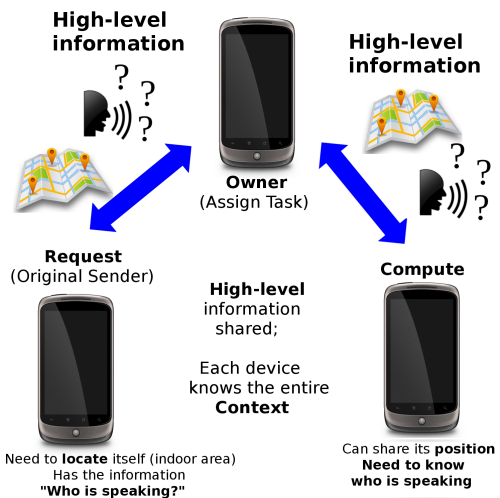 High-level
information
High-level
information
?
?
?
?
?
?
Owner
(Assign Task)
Request
(Original Sender)
Compute
High-level
information
shared;
Each device
knows the entire
Context
Need to locate itself (indoor area)
Has the information
"Who is speaking?"
Can share its position
Need to know
who is speaking